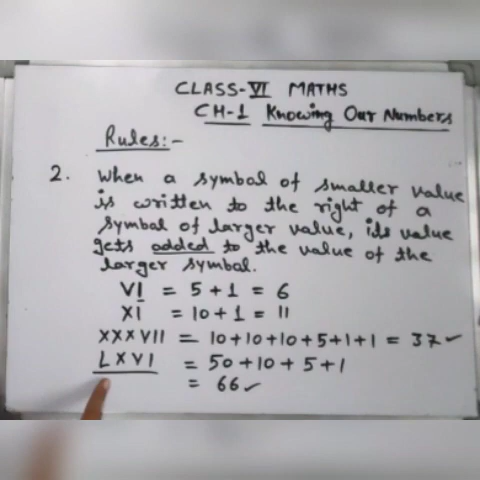 CLASS-VI MATHS
CH-1 Knowing Our Numbers
Rules:-
2. When a symbol of smaller value
is written to the right of a
symbol of larger value, its value
gets added to the value of the
larger symbol.
VI = 5+1 = 6
XI = 10+1 = 11
XXXVII = 10+10+10+5+1+1 = 37✓
LXVI = 50+10+5+1
= 66✓